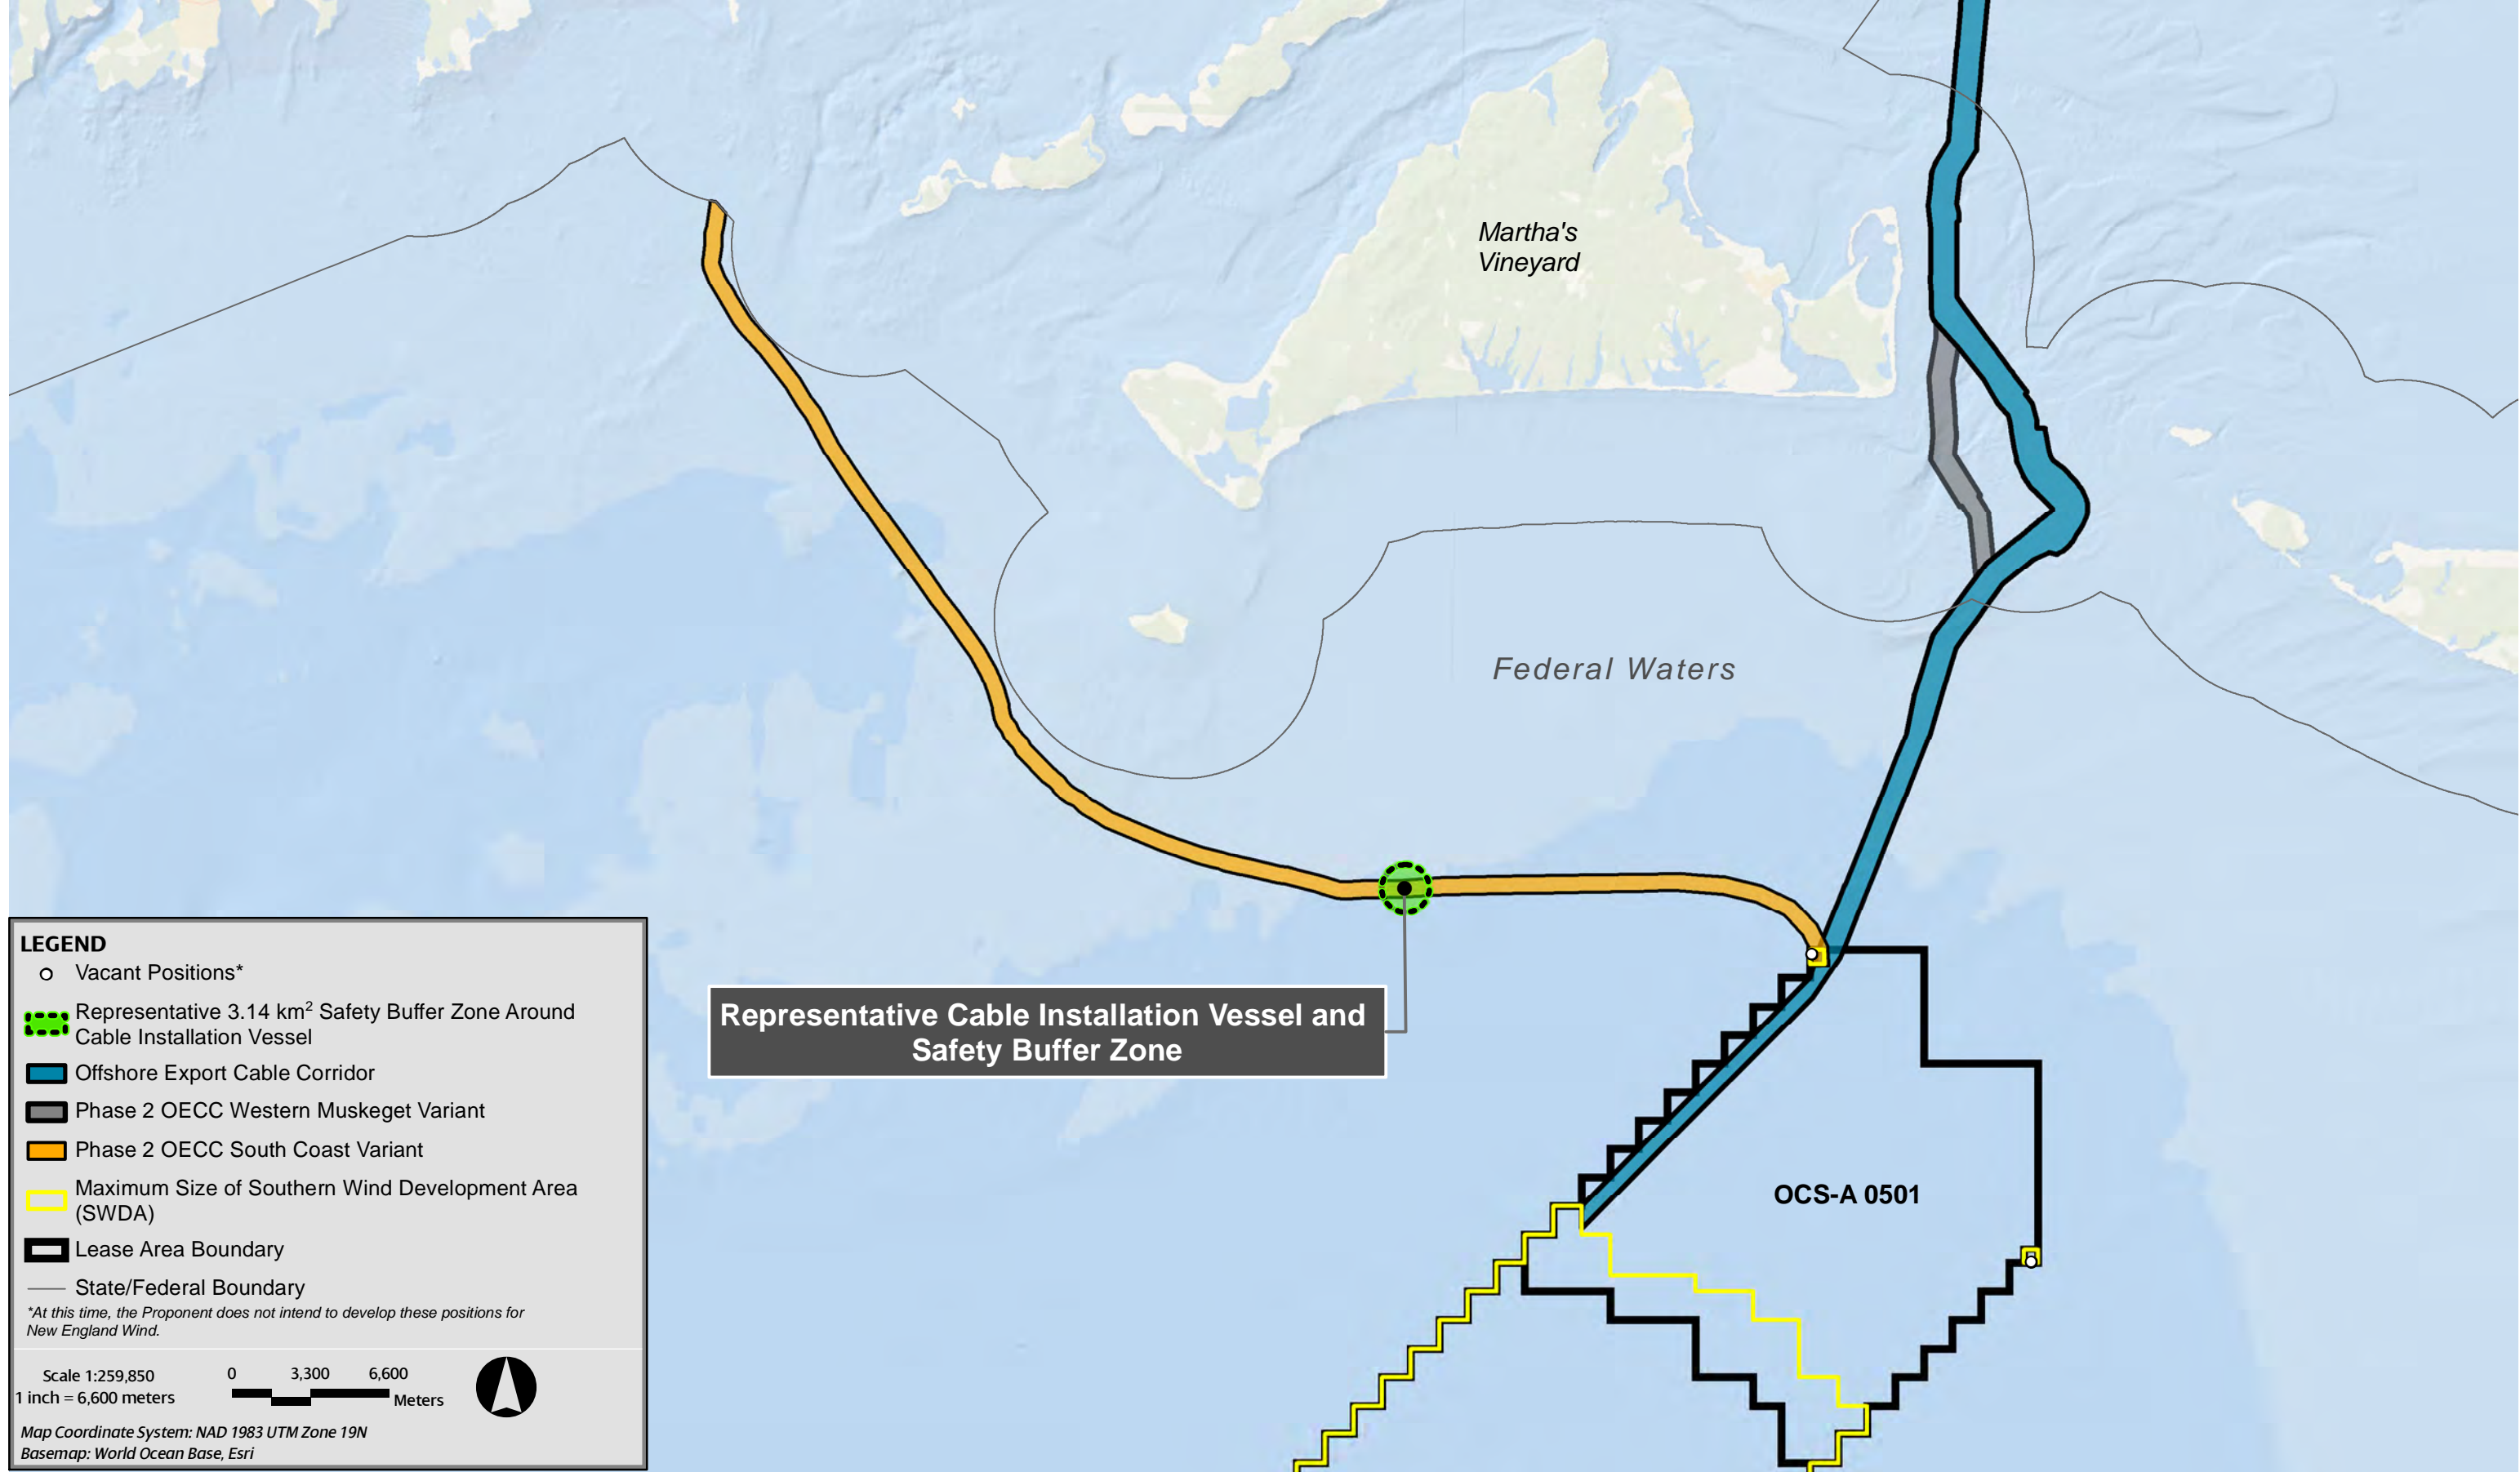 Martha's
Vineyard
Federal Waters
Representative Cable Installation Vessel and
Safety Buffer Zone
OCS-A 0501
LEGEND
Vacant Positions*
Representative 3.14 km² Safety Buffer Zone Around
Cable Installation Vessel
Offshore Export Cable Corridor
Phase 2 OECC Western Muskeget Variant
Phase 2 OECC South Coast Variant
Maximum Size of Southern Wind Development Area
(SWDA)
Lease Area Boundary
State/Federal Boundary
*At this time, the Proponent does not intend to develop these positions for
New England Wind.
Scale 1:259,850
1 inch = 6,600 meters
0 3,300 6,600
Meters
Map Coordinate System: NAD 1983 UTM Zone 19N
Basemap: World Ocean Base, Esri